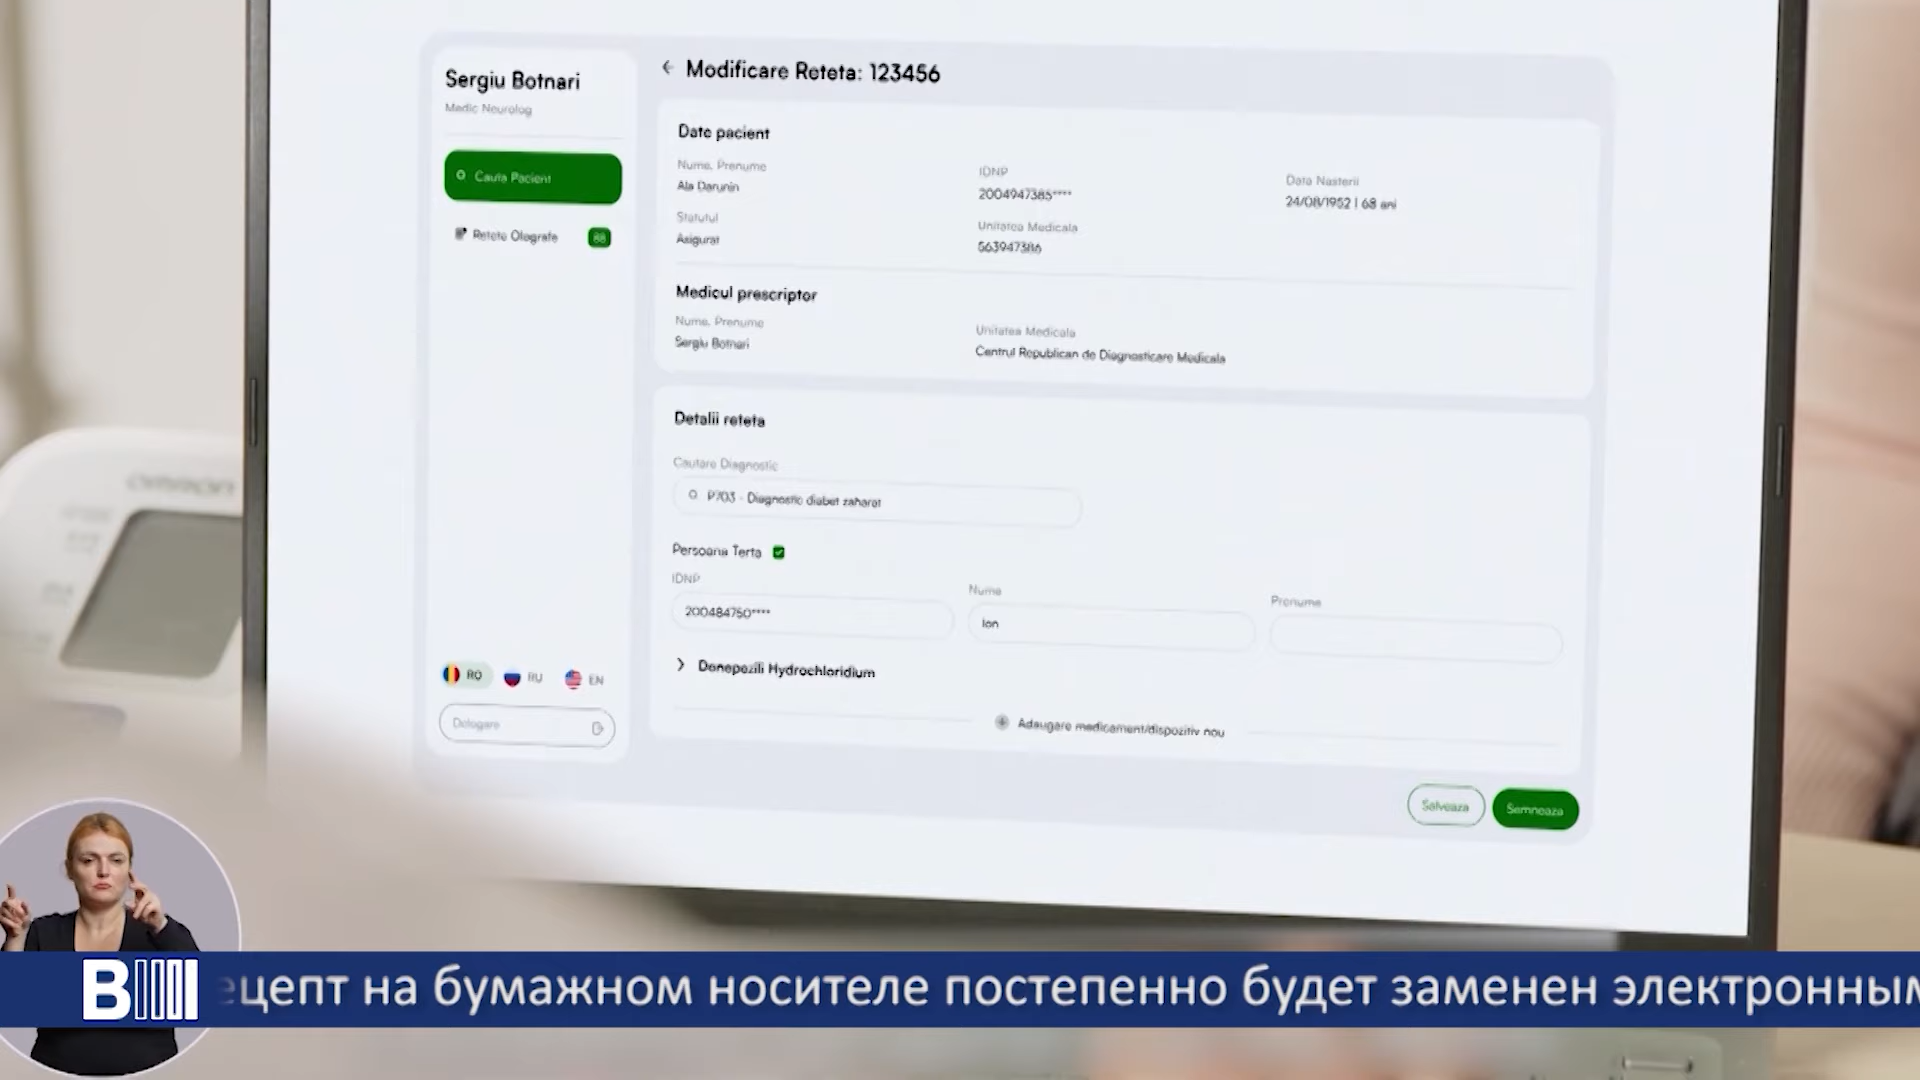 Sergiu Botnari
Medic Neurolog
Cauta Pacient
Retete Olografe 88
RO RU EN
Delogare
Modificare Reteta: 123456
Date pacient
Nume, Prenume
Ala Darunin
IDNP
2004947385****
Data Nasterii
24/08/1952 | 68 ani
Statutul
Asigurat
Unitatea Medicala
563947386
Medicul prescriptor
Nume, Prenume
Sergiu Botnari
Unitatea Medicala
Centrul Republican de Diagnosticare Medicala
Detalii reteta
Cautare Diagnostic
P703 - Diagnostic diabet zaharat
Persoana Terta
IDNP
200484750****
Nume
Ion
Prenume
Donepezili Hydrochloridium
Adaugare medicament/dispozitiv nou
Salveaza
Semneaza
OMRON
ецепт на бумажном носителе постепенно будет заменен электронным